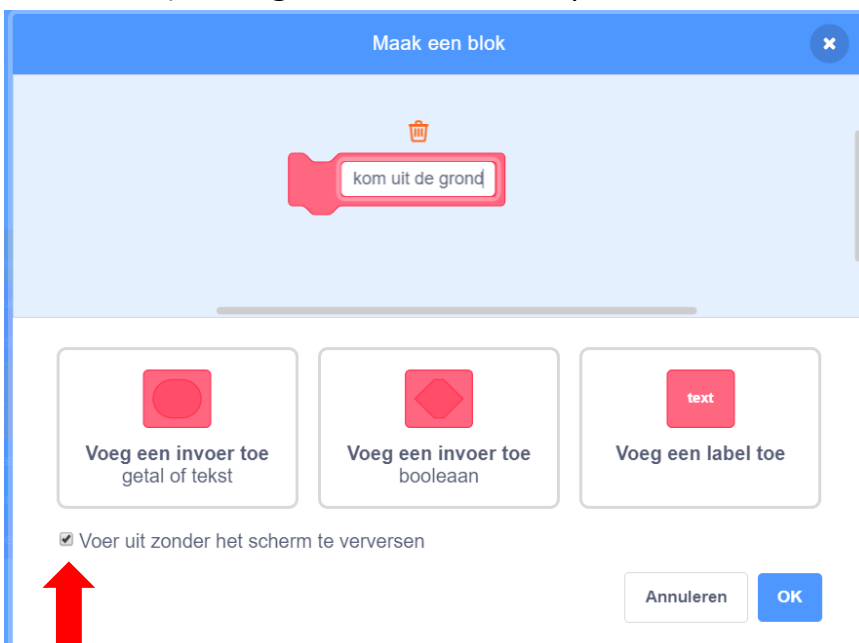 Maak een blok
kom uit de grond
text
Voeg een invoer toe
getal of tekst
Voeg een invoer toe
booleaan
Voeg een label toe
Voer uit zonder het scherm te verversen
Annuleren
OK